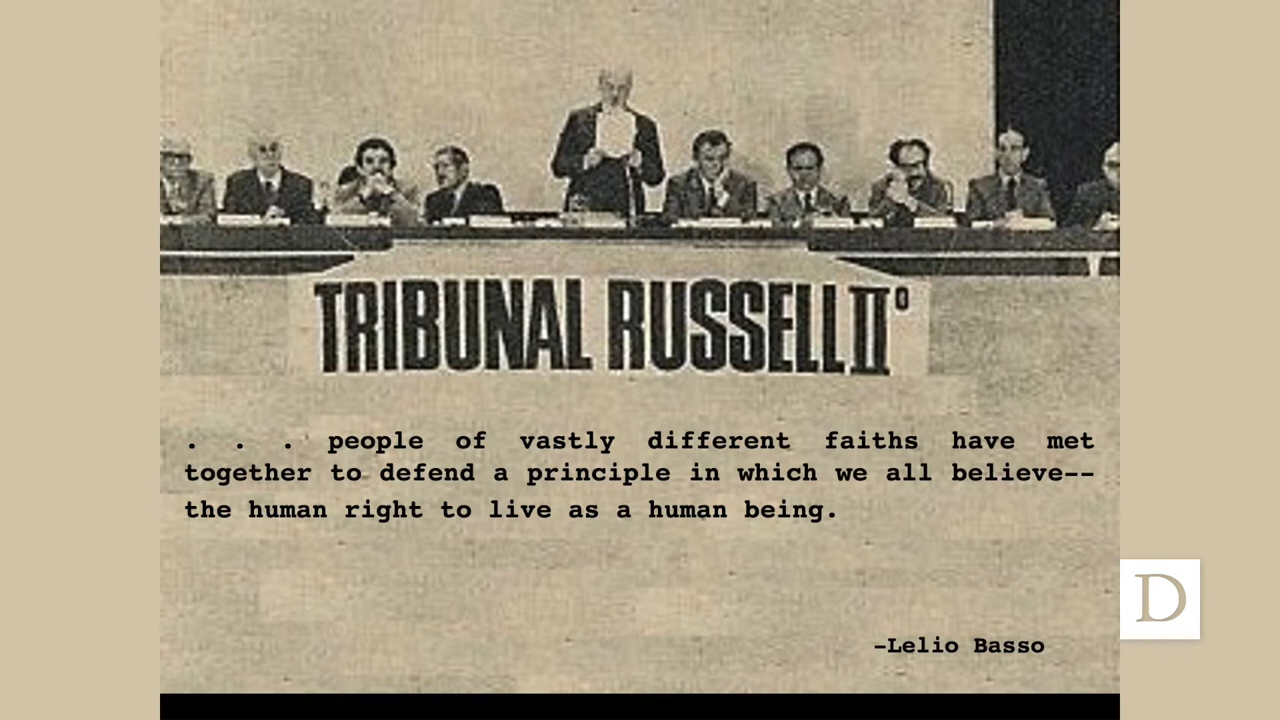 TRIBUNAL RUSSELL IIº
. . . people of vastly different faiths have met
together to defend a principle in which we all believe--
the human right to live as a human being.
-Lelio Basso
D